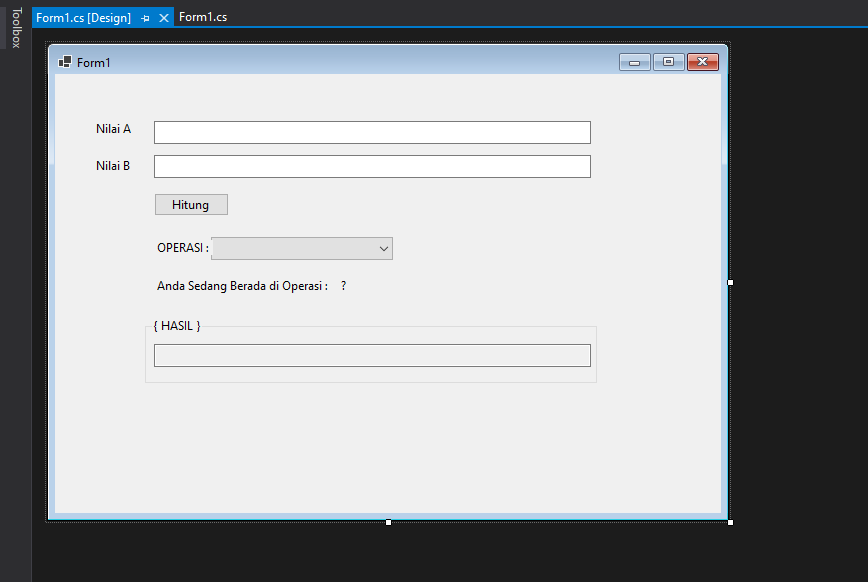 Toolbox
Form1.cs [Design] Form1.cs
Form1
Nilai A
Nilai B
Hitung
OPERASI :
Anda Sedang Berada di Operasi : ?
{ HASIL }